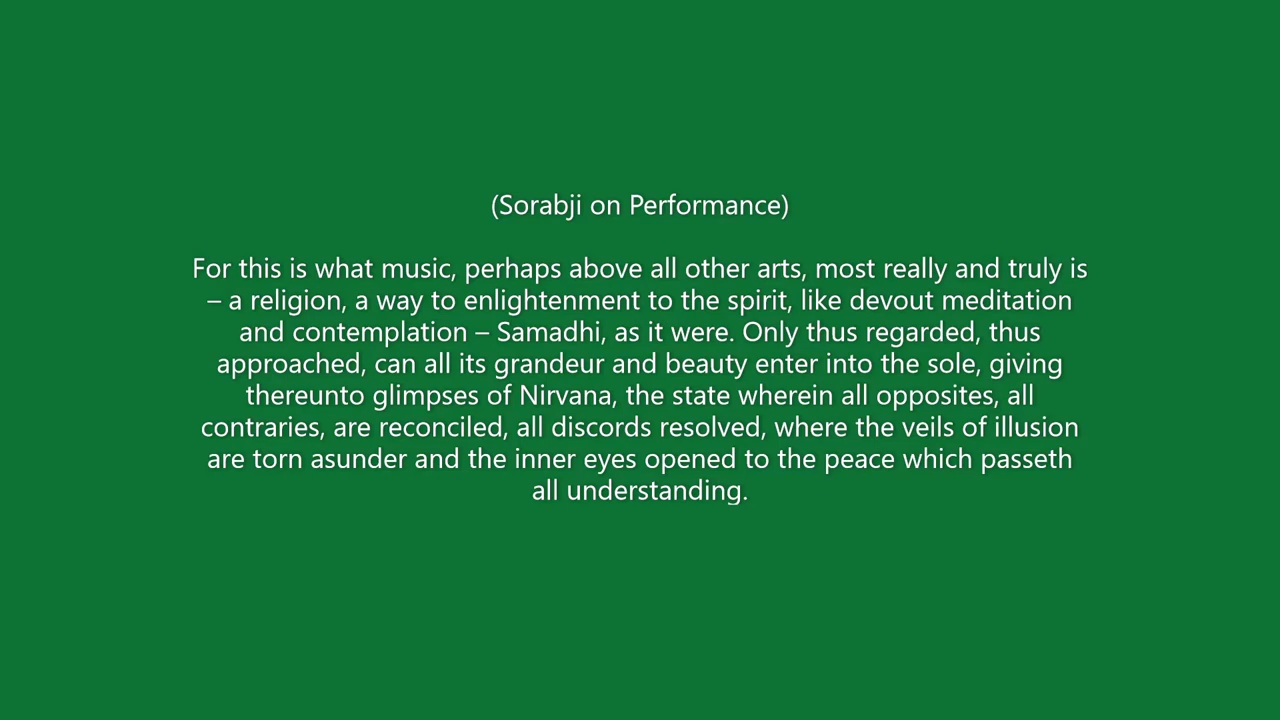 (Sorabji on Performance)
For this is what music, perhaps above all other arts, most really and truly is
– a religion, a way to enlightenment to the spirit, like devout meditation
and contemplation – Samadhi, as it were. Only thus regarded, thus
approached, can all its grandeur and beauty enter into the sole, giving
thereunto glimpses of Nirvana, the state wherein all opposites, all
contraries, are reconciled, all discords resolved, where the veils of illusion
are torn asunder and the inner eyes opened to the peace which passeth
all understanding.